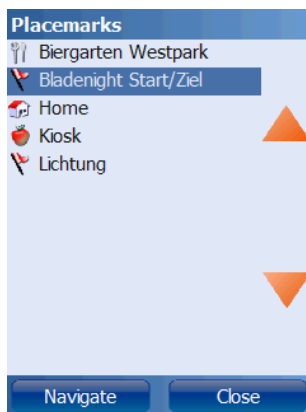 Placemarks
Biergarten Westpark
Bladenight Start/Ziel
Home
Kiosk
Lichtung
Navigate Close